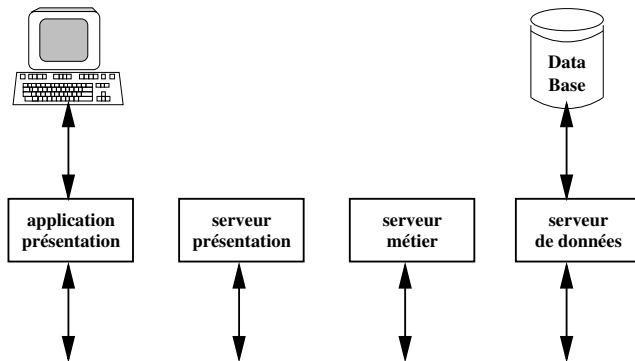 Data
Base
application
présentation
serveur
présentation
serveur
métier
serveur
de données